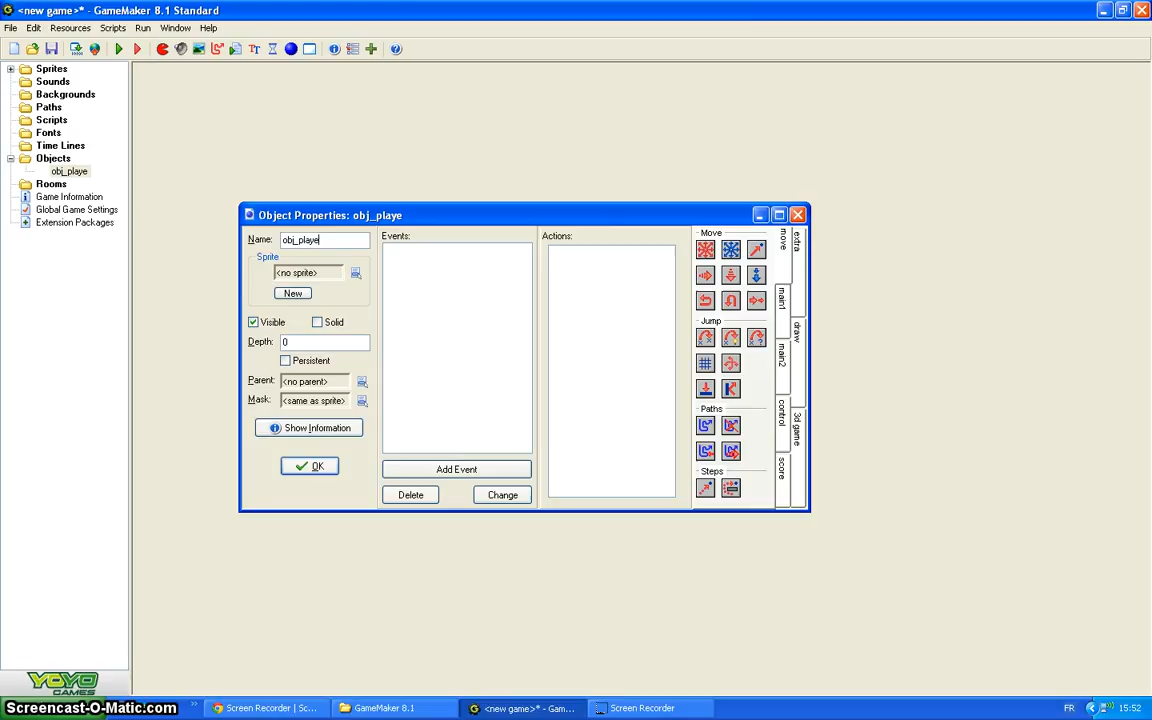 <new game>* - GameMaker 8.1 Standard
File Edit Resources Scripts Run Window Help
Sprites
Sounds
Backgrounds
Paths
Scripts
Fonts
Time Lines
Objects
obj_playe
Rooms
Game Information
Global Game Settings
Extension Packages
Object Properties: obj_playe
Name: obj_playe
Sprite
<no sprite>
New
Visible Solid
Depth: 0
Persistent
Parent: <no parent>
Mask: <same as sprite>
Show Information
OK
Events:
Add Event
Delete Change
Actions:
Move
Jump
Paths
Steps
move
main1
main2
control
score
extra
draw
3d game
YOYO
GAMES
Screencast-O-Matic.com
Screen Recorder | Sc...
GameMaker 8.1
<new game>* - Gam...
Screen Recorder
FR
15:52